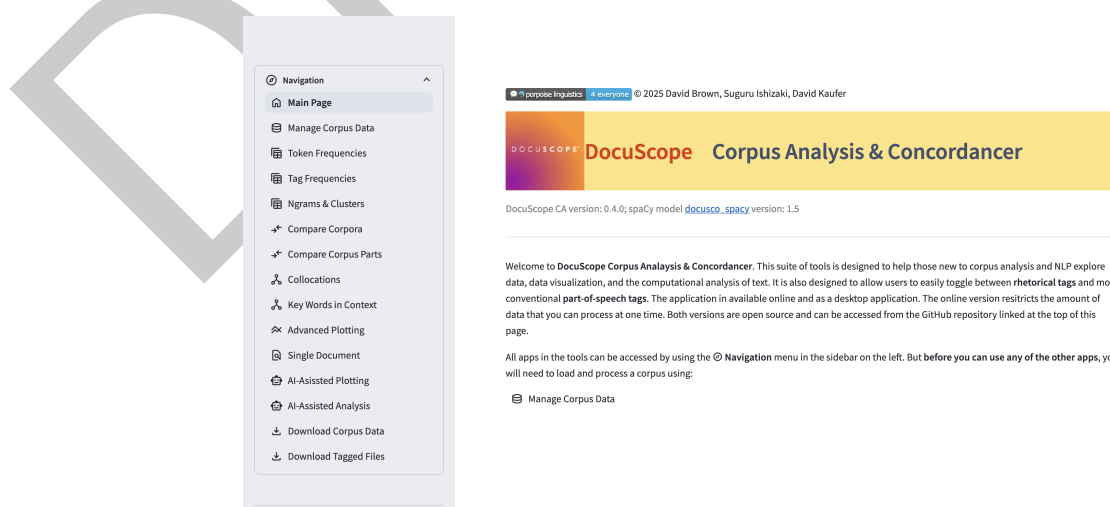 Navigation
Main Page
Manage Corpus Data
Token Frequencies
Tag Frequencies
Ngrams & Clusters
Compare Corpora
Compare Corpus Parts
Collocations
Key Words in Context
Advanced Plotting
Single Document
AI-Asissted Plotting
AI-Assisted Analysis
Download Corpus Data
Download Tagged Files
porpoise linguistics 4 everyone © 2025 David Brown, Suguru Ishizaki, David Kaufer
DOCUSCOPE DocuScope Corpus Analysis & Concordancer
DocuScope CA version: 0.4.0; spaCy model docusco_spacy version: 1.5
Welcome to DocuScope Corpus Analaysis & Concordancer. This suite of tools is designed to help those new to corpus analysis and NLP explore
data, data visualization, and the computational analysis of text. It is also designed to allow users to easily toggle between rhetorical tags and mo
conventional part-of-speech tags. The application in available online and as a desktop application. The online version resitricts the amount of
data that you can process at one time. Both versions are open source and can be accessed from the GitHub repository linked at the top of this
page.
All apps in the tools can be accessed by using the Navigation menu in the sidebar on the left. But before you can use any of the other apps, yo
will need to load and process a corpus using:
Manage Corpus Data